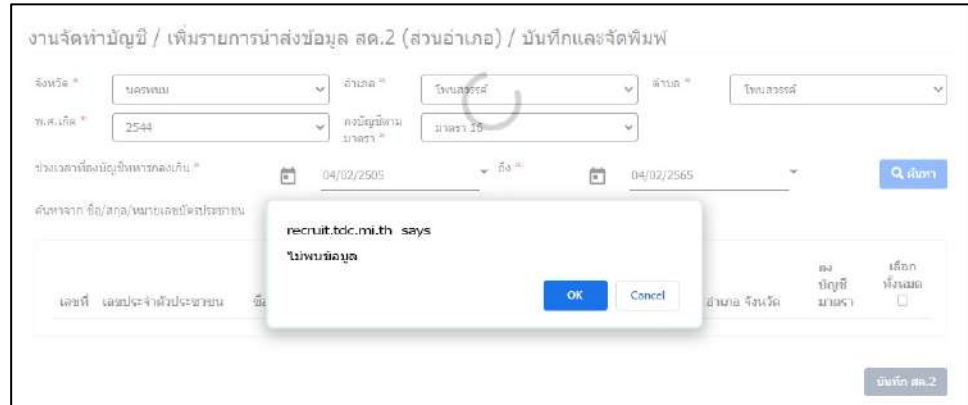 งานจัดทำบัญชี / เพิ่มรายการนำส่งข้อมูล สด.2 (ส่วนอำเภอ) / บันทึกและจัดพิมพ์
จังหวัด * นครพนม อำเภอ * โพนสวรรค์ ตำบล * โพนสวรรค์
พ.ศ.เกิด * 2544 ลงบัญชีตาม มาตรา * มาตรา 16
ช่วงเวลาที่ลงบัญชีทหารกองเกิน * 04/02/2505 ถึง * 04/02/2565 ค้นหา
ค้นหาจาก ชื่อ/สกุล/หมายเลขบัตรประชาชน
recruit.tdc.mi.th says
ไม่พบข้อมูล
OK Cancel
เลขที่ เลขประจำตัวประชาชน อำเภอ จังหวัด ลง บัญชี มาตรา เลือก ทั้งหมด
บันทึก สด.2